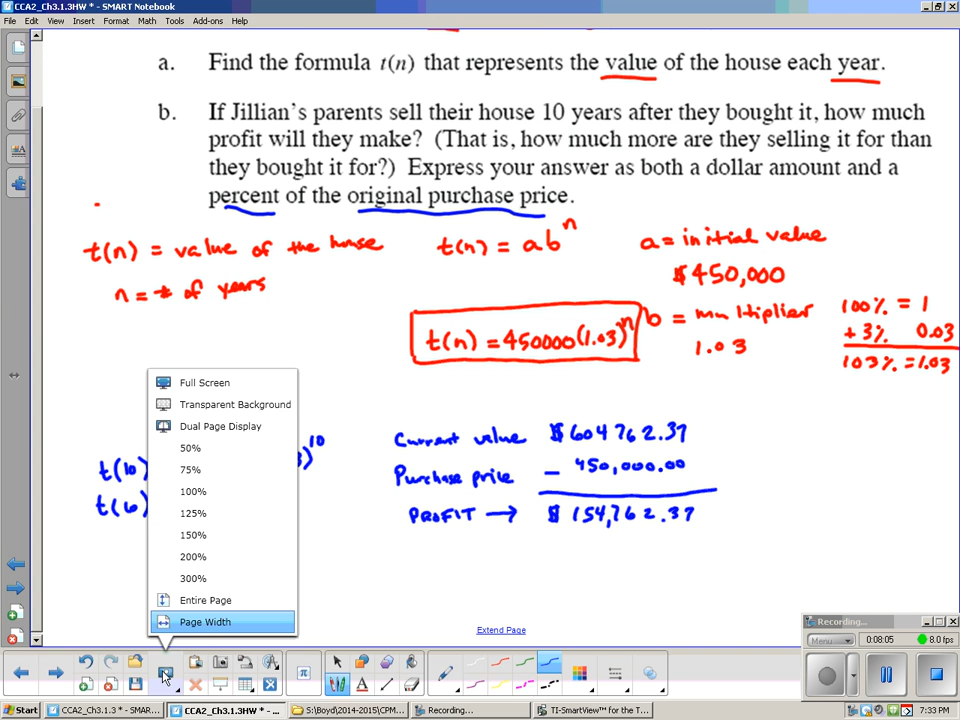 CCA2_Ch3.1.3HW * - SMART Notebook
File Edit View Insert Format Math Tools Add-ons Help
a. Find the formula t(n) that represents the value of the house each year.
b. If Jillian's parents sell their house 10 years after they bought it, how much
profit will they make? (That is, how much more are they selling it for than
they bought it for?) Express your answer as both a dollar amount and a
percent of the original purchase price.
t(n) = value of the house t(n) = ab^n a = initial value
$450,000
n = # of years
t(n) = 450000(1.03)^n b = multiplier 100% = 1
1.03 +3% 0.03
103% = 1.03
Full Screen
Transparent Background
Dual Page Display
50%
75%
100%
125%
150%
200%
300%
Entire Page
Page Width
t(10) 3)^10
t(6)
Current value $604762.37
Purchase price – 450,000.00
PROFIT → $154,762.37
Extend Page
Recording...
Menu 0:08:05 8.0 fps
Start CCA2_Ch3.1.3 * - SMAR... CCA2_Ch3.1.3HW * -... S:\Boyd\2014-2015\CPM... Recording... TI-SmartView™ for the T... 7:33 PM